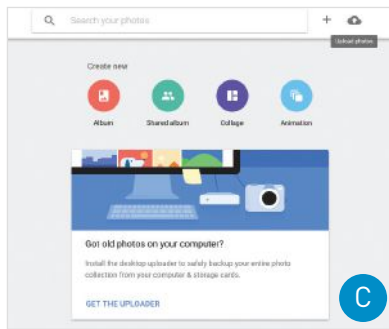 Search your photos
Upload photos
Create new
Album Shared album Collage Animation
Got old photos on your computer?
Install the desktop uploader to safely backup your entire photo
collection from your computer & storage cards.
GET THE UPLOADER
C